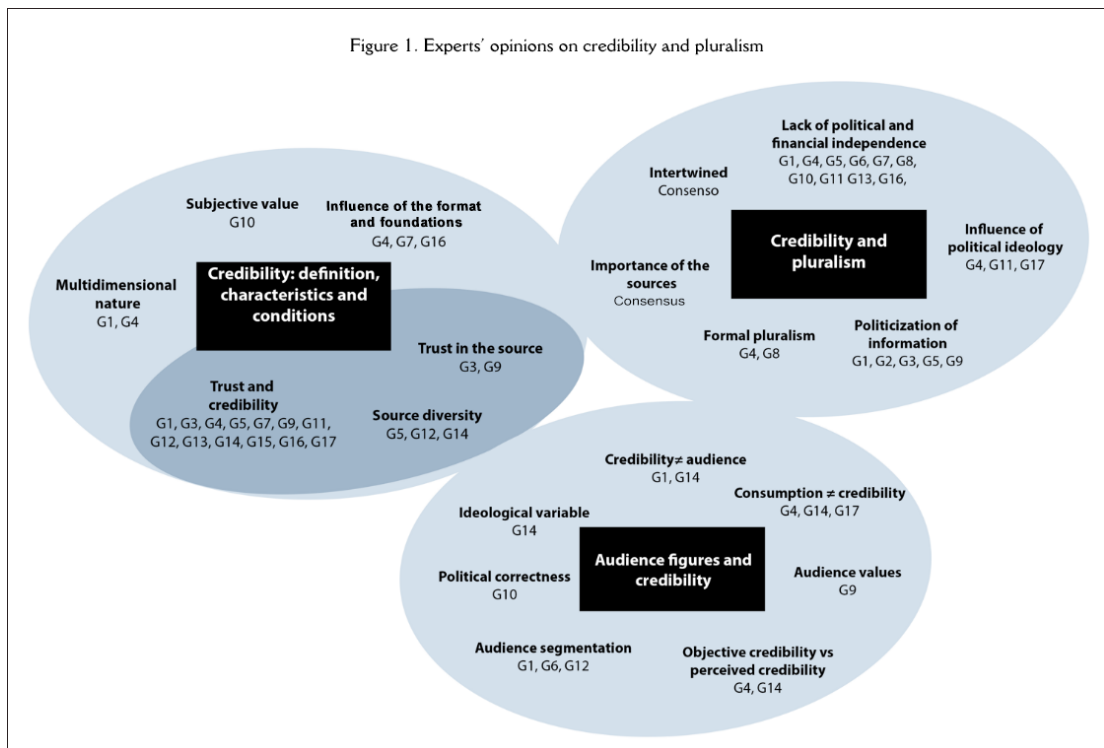 Figure 1. Experts' opinions on credibility and pluralism
Subjective value
G10
Influence of the format
and foundations
G4, G7, G16
Multidimensional
nature
G1, G4
Credibility: definition,
characteristics and
conditions
Trust in the source
G3, G9
Trust and
credibility
G1, G3, G4, G5, G7, G9, G11,
G12, G13, G14, G15, G16, G17
Source diversity
G5, G12, G14
Lack of political and
financial independence
G1, G4, G5, G6, G7, G8,
G10, G11 G13, G16,
Intertwined
Consenso
Credibility and
pluralism
Influence of
political ideology
G4, G11, G17
Importance of the
sources
Consensus
Formal pluralism
G4, G8
Politicization of
information
G1, G2, G3, G5, G9
Credibility≠ audience
G1, G14
Consumption ≠ credibility
G4, G14, G17
Ideological variable
G14
Audience figures and
credibility
Political correctness
G10
Audience values
G9
Audience segmentation
G1, G6, G12
Objective credibility vs
perceived credibility
G4, G14